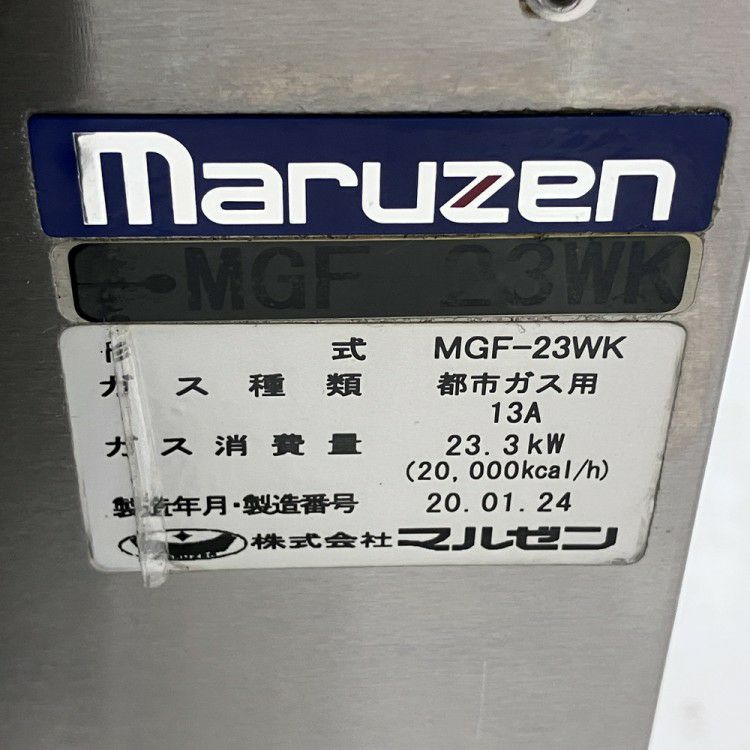 maruzen
MGF 23WK
形 式 MGF-23WK
ガス種類 都市ガス用
13A
ガス消費量 23.3kW
(20,000kcal/h)
製造年月・製造番号 20.01.24
株式会社マルゼン